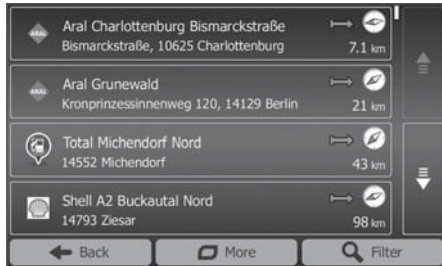 Aral Charlottenburg Bismarckstraße
Bismarckstraße, 10625 Charlottenburg
7.1 km
ARAL
Aral Grunewald
Kronprinzessinnenweg 120, 14129 Berlin
21 km
Total Michendorf Nord
14552 Michendorf
43 km
Shell A2 Buckautal Nord
14793 Ziesar
98 km
Back
More
Filter